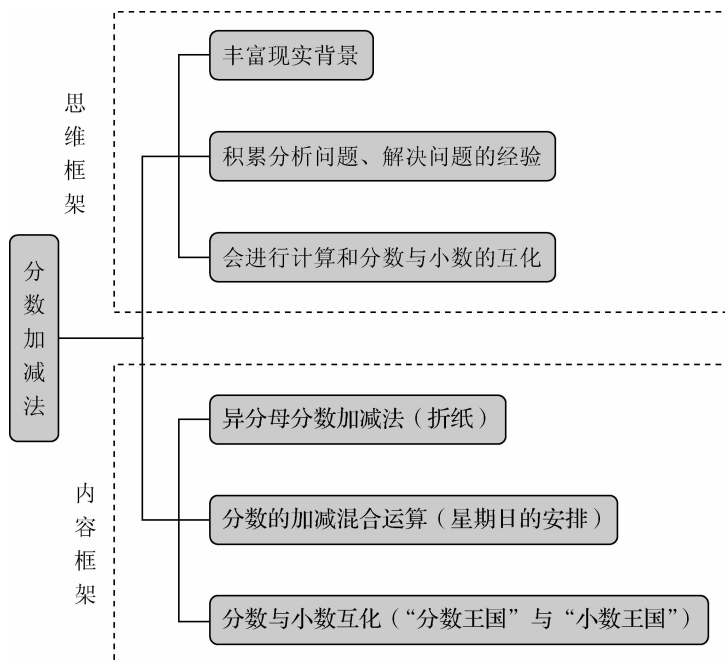 思维框架
丰富现实背景
积累分析问题、解决问题的经验
会进行计算和分数与小数的互化
分数加减法
内容框架
异分母分数加减法（折纸）
分数的加减混合运算（星期日的安排）
分数与小数互化（“分数王国”与“小数王国”）